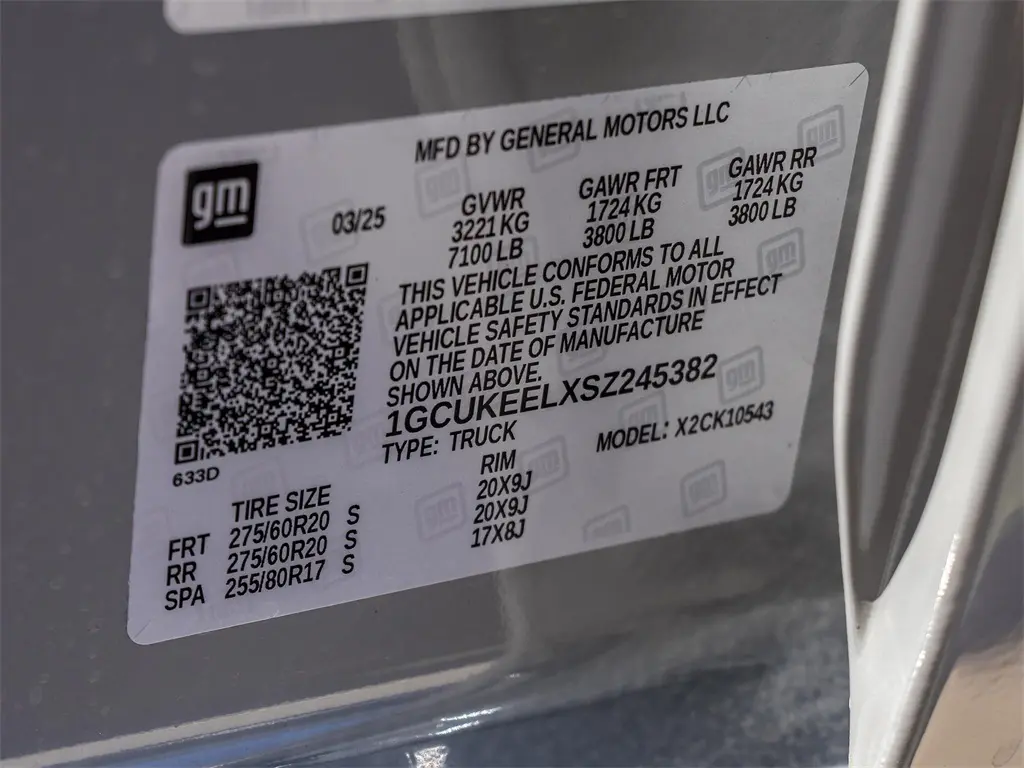 gm
MFD BY GENERAL MOTORS LLC
03/25
GVWR
3221 KG
7100 LB
GAWR FRT
1724 KG
3800 LB
GAWR RR
1724 KG
3800 LB
THIS VEHICLE CONFORMS TO ALL
APPLICABLE U.S. FEDERAL MOTOR
VEHICLE SAFETY STANDARDS IN EFFECT
ON THE DATE OF MANUFACTURE
SHOWN ABOVE.
1GCUKEELXSZ245382
TYPE: TRUCK
MODEL: X2CK10543
633D
TIRE SIZE RIM
FRT 275/60R20 S 20X9J
RR 275/60R20 S 20X9J
SPA 255/80R17 S 17X8J